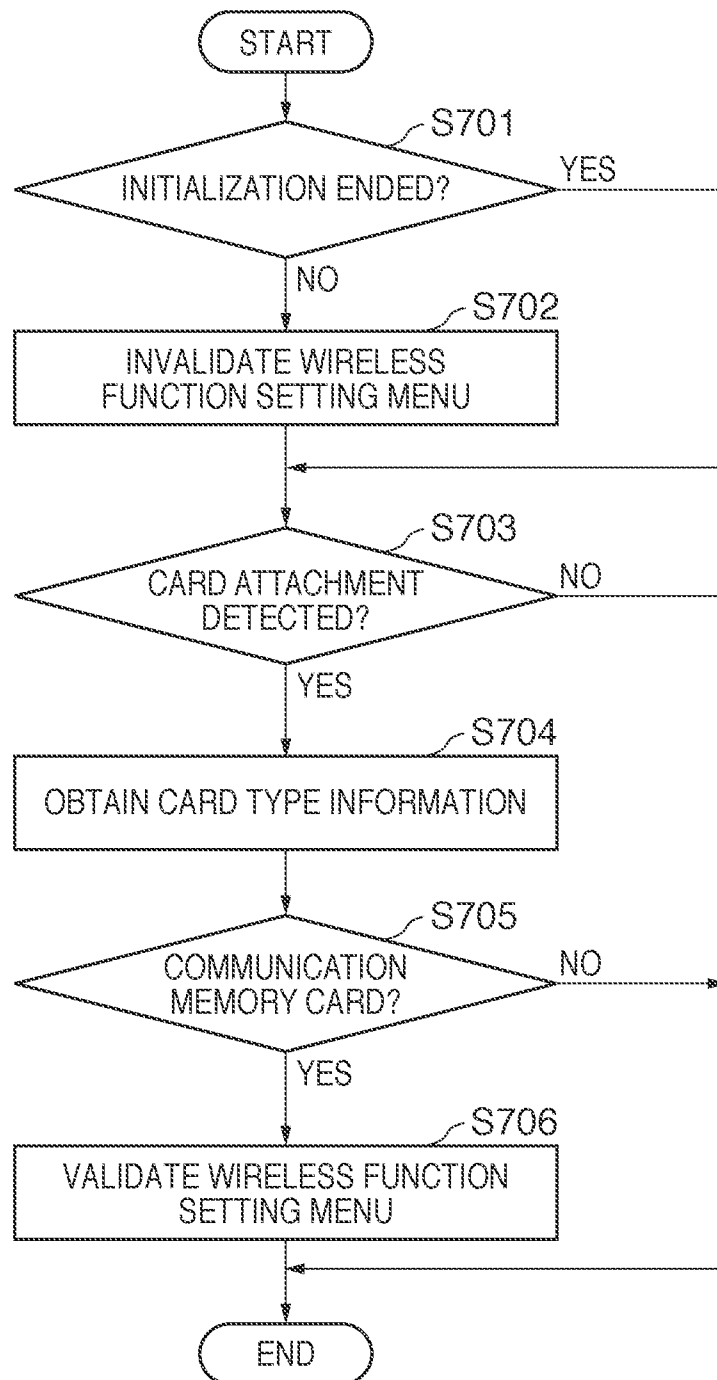 START
S701
INITIALIZATION ENDED?
YES
NO
S702
INVALIDATE WIRELESS
FUNCTION SETTING MENU
S703
CARD ATTACHMENT
DETECTED?
NO
YES
S704
OBTAIN CARD TYPE INFORMATION
S705
COMMUNICATION
MEMORY CARD?
NO
YES
S706
VALIDATE WIRELESS FUNCTION
SETTING MENU
END